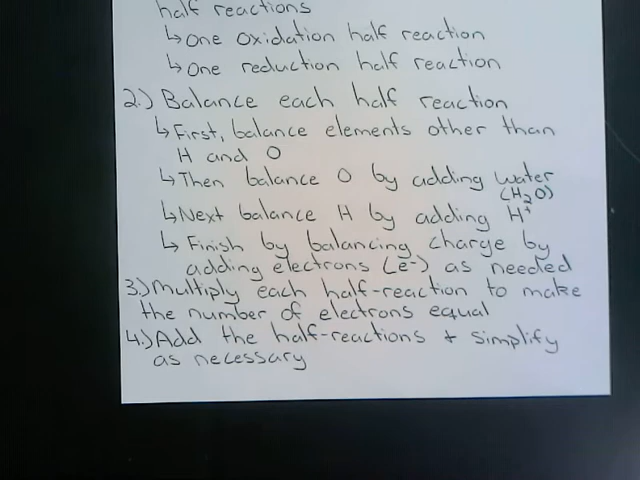 half reactions
↳One oxidation half reaction
↳One reduction half reaction
2.) Balance each half reaction
↳First, balance elements other than
H and O
↳Then balance O by adding water
(H₂O)
↳Next balance H by adding H⁺
↳ Finish by balancing charge by
adding electrons (e⁻) as needed
3.) Multiply each half-reaction to make
the number of electrons equal
4.) Add the half-reactions + simplify
as necessary